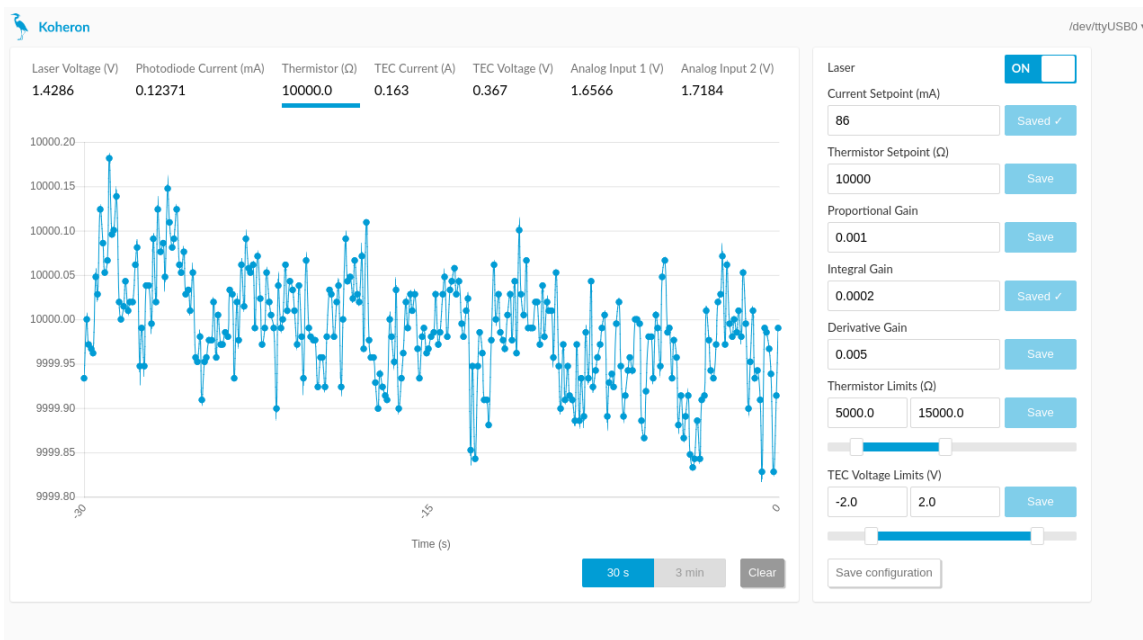 Koheron
/dev/ttyUSB0
Laser Voltage (V) Photodiode Current (mA) Thermistor (Ω) TEC Current (A) TEC Voltage (V) Analog Input 1 (V) Analog Input 2 (V)
1.4286 0.12371 10000.0 0.163 0.367 1.6566 1.7184
10000.20
10000.15
10000.10
10000.05
10000.00
9999.95
9999.90
9999.85
9999.80
-30 -15 0
Time (s)
30 s 3 min Clear
Laser ON
Current Setpoint (mA)
86 Saved ✓
Thermistor Setpoint (Ω)
10000 Save
Proportional Gain
0.001 Save
Integral Gain
0.0002 Saved ✓
Derivative Gain
0.005 Save
Thermistor Limits (Ω)
5000.0 15000.0 Save
TEC Voltage Limits (V)
-2.0 2.0 Save
Save configuration